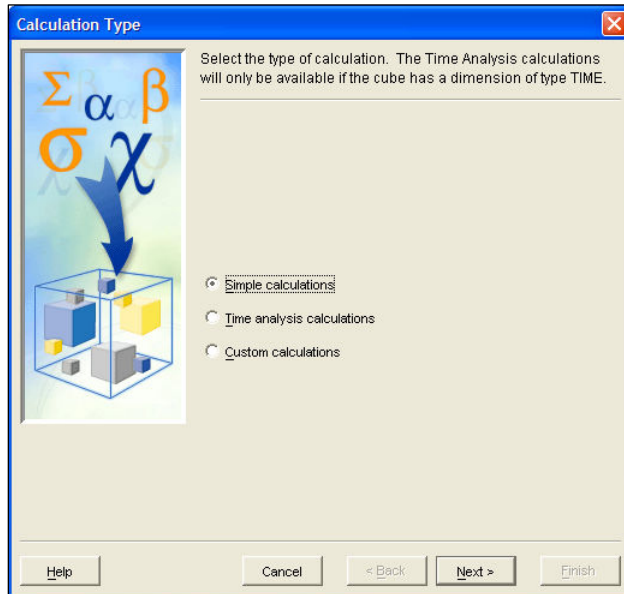 Calculation Type
Select the type of calculation. The Time Analysis calculations
will only be available if the cube has a dimension of type TIME.
Σ α β
σ χ
Simple calculations
Time analysis calculations
Custom calculations
Help Cancel < Back Next > Finish